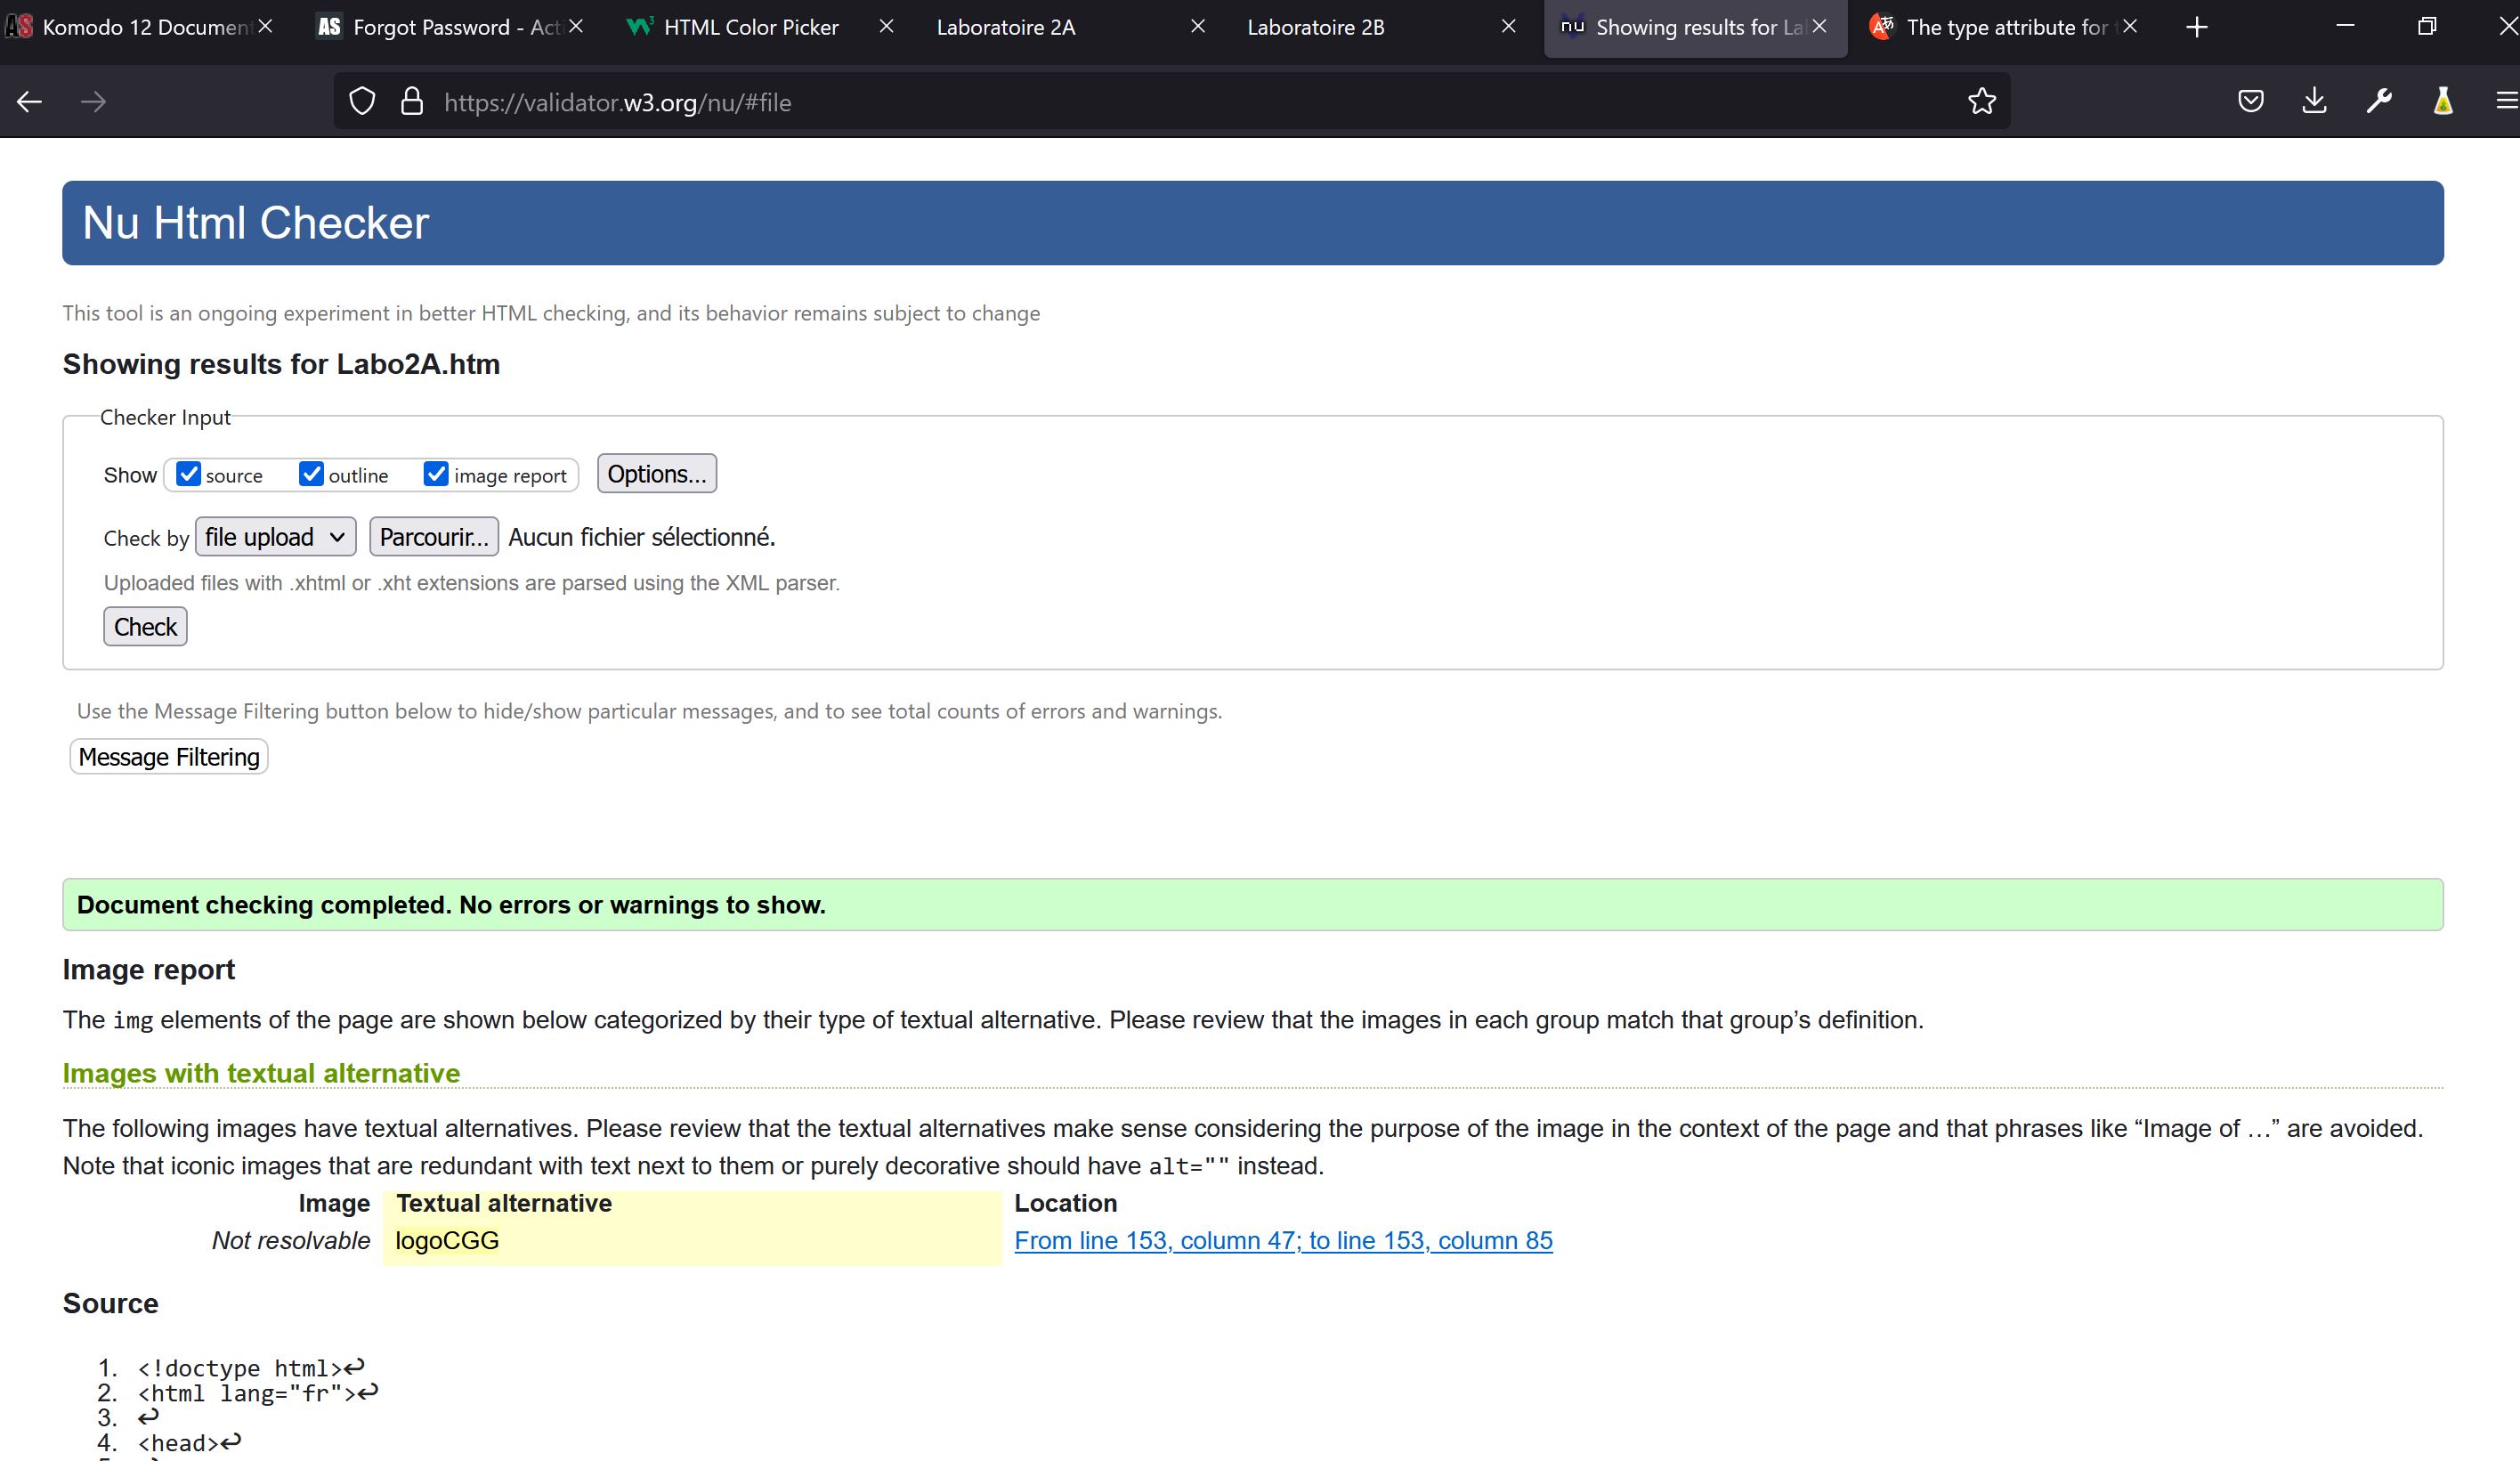 Komodo 12 Documen
Forgot Password - Acti
HTML Color Picker
Laboratoire 2A
Laboratoire 2B
Showing results for La
The type attribute for t
https://validator.w3.org/nu/#file
Nu Html Checker
This tool is an ongoing experiment in better HTML checking, and its behavior remains subject to change
Showing results for Labo2A.htm
Checker Input
Show source outline image report Options...
Check by file upload Parcourir... Aucun fichier sélectionné.
Uploaded files with .xhtml or .xht extensions are parsed using the XML parser.
Check
Use the Message Filtering button below to hide/show particular messages, and to see total counts of errors and warnings.
Message Filtering
Document checking completed. No errors or warnings to show.
Image report
The img elements of the page are shown below categorized by their type of textual alternative. Please review that the images in each group match that group’s definition.
Images with textual alternative
The following images have textual alternatives. Please review that the textual alternatives make sense considering the purpose of the image in the context of the page and that phrases like “Image of …” are avoided.
Note that iconic images that are redundant with text next to them or purely decorative should have alt="" instead.
Image Textual alternative Location
Not resolvable logoCGG From line 153, column 47; to line 153, column 85
Source
1. <!doctype html>↩
2. <html lang="fr">↩
3. ↩
4. <head>↩